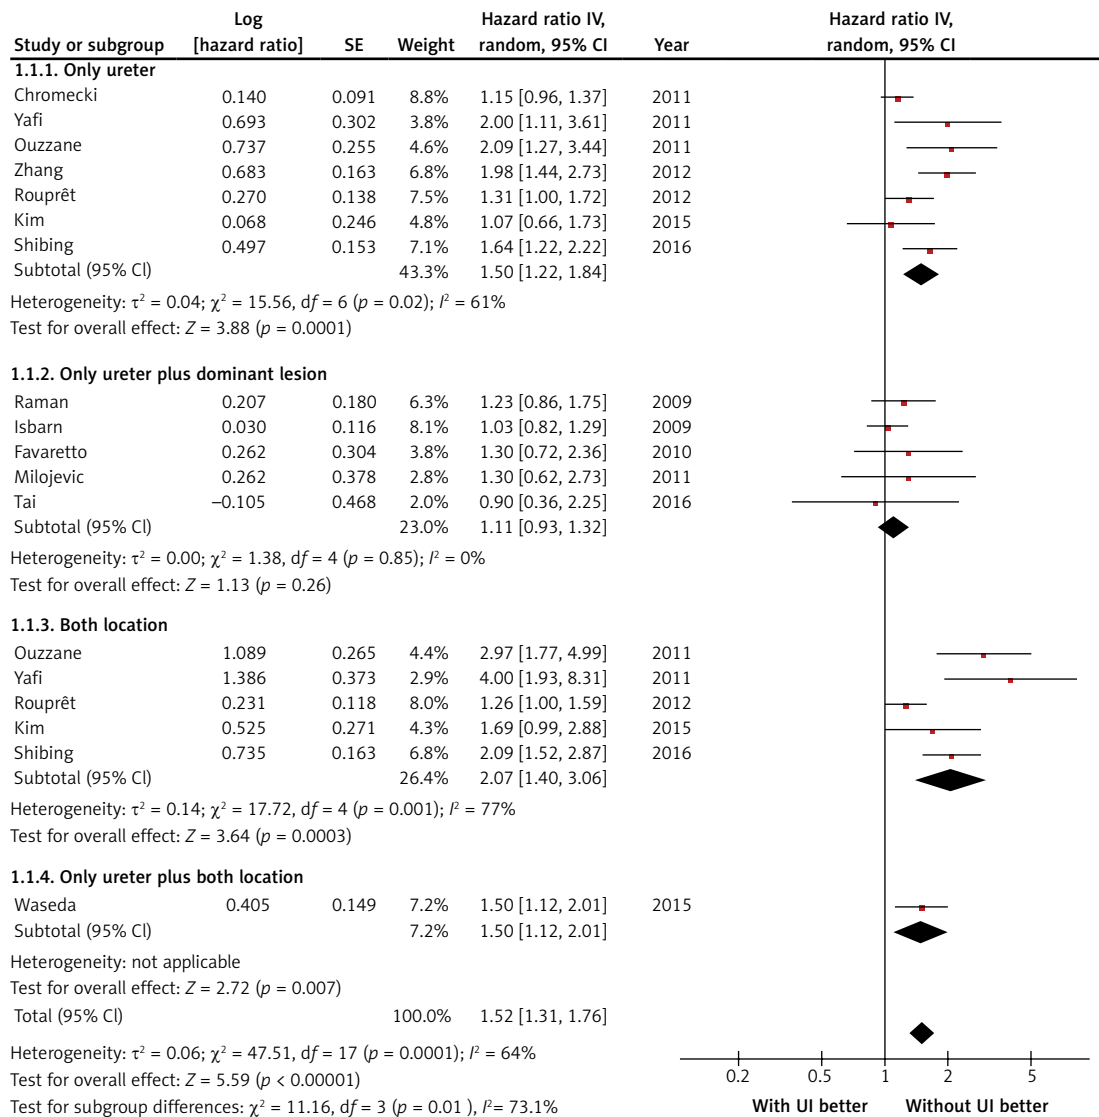 Log Hazard ratio IV, Hazard ratio IV,
Study or subgroup [hazard ratio] SE Weight random, 95% CI Year random, 95% CI
1.1.1. Only ureter
Chromecki 0.140 0.091 8.8% 1.15 [0.96, 1.37] 2011
Yafi 0.693 0.302 3.8% 2.00 [1.11, 3.61] 2011
Ouzzane 0.737 0.255 4.6% 2.09 [1.27, 3.44] 2011
Zhang 0.683 0.163 6.8% 1.98 [1.44, 2.73] 2012
Rouprêt 0.270 0.138 7.5% 1.31 [1.00, 1.72] 2012
Kim 0.068 0.246 4.8% 1.07 [0.66, 1.73] 2015
Shibing 0.497 0.153 7.1% 1.64 [1.22, 2.22] 2016
Subtotal (95% Cl) 43.3% 1.50 [1.22, 1.84]
Heterogeneity: τ² = 0.04; χ² = 15.56, df = 6 (p = 0.02); I² = 61%
Test for overall effect: Z = 3.88 (p = 0.0001)
1.1.2. Only ureter plus dominant lesion
Raman 0.207 0.180 6.3% 1.23 [0.86, 1.75] 2009
Isbarn 0.030 0.116 8.1% 1.03 [0.82, 1.29] 2009
Favaretto 0.262 0.304 3.8% 1.30 [0.72, 2.36] 2010
Milojevic 0.262 0.378 2.8% 1.30 [0.62, 2.73] 2011
Tai −0.105 0.468 2.0% 0.90 [0.36, 2.25] 2016
Subtotal (95% Cl) 23.0% 1.11 [0.93, 1.32]
Heterogeneity: τ² = 0.00; χ² = 1.38, df = 4 (p = 0.85); I² = 0%
Test for overall effect: Z = 1.13 (p = 0.26)
1.1.3. Both location
Ouzzane 1.089 0.265 4.4% 2.97 [1.77, 4.99] 2011
Yafi 1.386 0.373 2.9% 4.00 [1.93, 8.31] 2011
Rouprêt 0.231 0.118 8.0% 1.26 [1.00, 1.59] 2012
Kim 0.525 0.271 4.3% 1.69 [0.99, 2.88] 2015
Shibing 0.735 0.163 6.8% 2.09 [1.52, 2.87] 2016
Subtotal (95% Cl) 26.4% 2.07 [1.40, 3.06]
Heterogeneity: τ² = 0.14; χ² = 17.72, df = 4 (p = 0.001); I² = 77%
Test for overall effect: Z = 3.64 (p = 0.0003)
1.1.4. Only ureter plus both location
Waseda 0.405 0.149 7.2% 1.50 [1.12, 2.01] 2015
Subtotal (95% Cl) 7.2% 1.50 [1.12, 2.01]
Heterogeneity: not applicable
Test for overall effect: Z = 2.72 (p = 0.007)
Total (95% Cl) 100.0% 1.52 [1.31, 1.76]
Heterogeneity: τ² = 0.06; χ² = 47.51, df = 17 (p = 0.0001); I² = 64%
Test for overall effect: Z = 5.59 (p < 0.00001)
Test for subgroup differences: χ² = 11.16, df = 3 (p = 0.01 ), I²= 73.1%
0.2 0.5 1 2 5
With UI better Without UI better